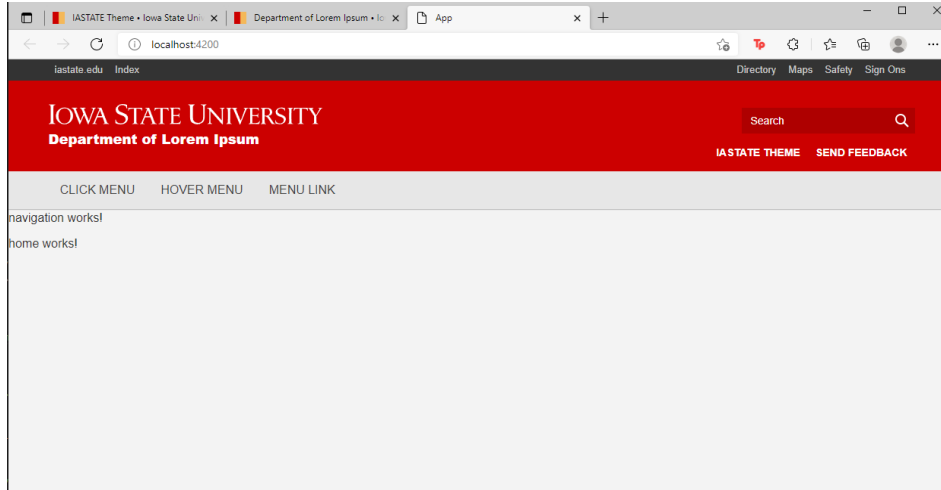 IASTATE Theme • Iowa State Uni
Department of Lorem Ipsum • Io
App
localhost:4200
iastate.edu Index
Directory Maps Safety Sign Ons
IOWA STATE UNIVERSITY
Department of Lorem Ipsum
Search
IASTATE THEME SEND FEEDBACK
CLICK MENU HOVER MENU MENU LINK
navigation works!
home works!